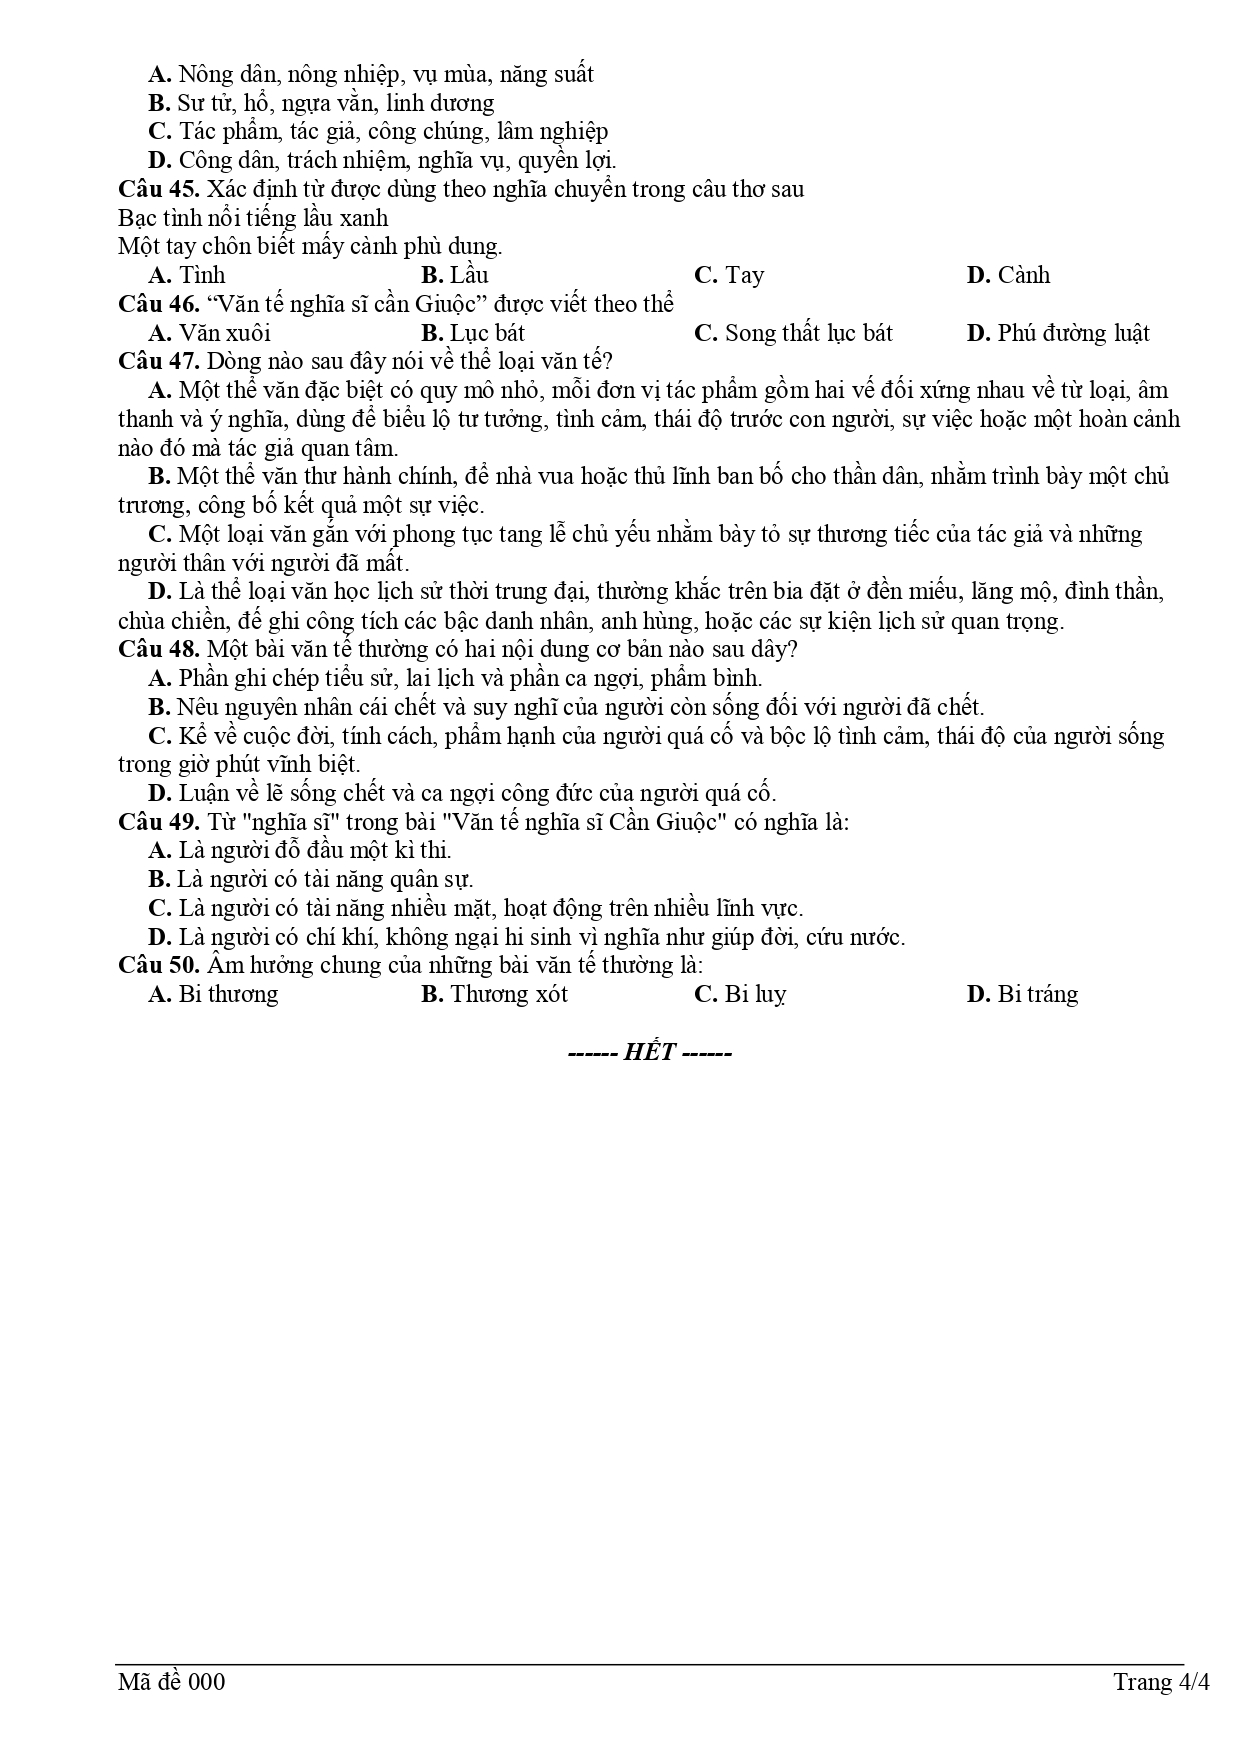 A. Nông dân, nông nhiệp, vụ mùa, năng suất
B. Sư tử, hổ, ngựa vằn, linh dương
C. Tác phẩm, tác giả, công chúng, lâm nghiệp
D. Công dân, trách nhiệm, nghĩa vụ, quyền lợi.
Câu 45. Xác định từ được dùng theo nghĩa chuyển trong câu thơ sau
Bạc tình nổi tiếng lầu xanh
Một tay chôn biết mấy cành phù dung.
A. Tình B. Lầu C. Tay D. Cành
Câu 46. “Văn tế nghĩa sĩ cần Giuộc” được viết theo thể
A. Văn xuôi B. Lục bát C. Song thất lục bát D. Phú đường luật
Câu 47. Dòng nào sau đây nói về thể loại văn tế?
A. Một thể văn đặc biệt có quy mô nhỏ, mỗi đơn vị tác phẩm gồm hai vế đối xứng nhau về từ loại, âm
thanh và ý nghĩa, dùng để biểu lộ tư tưởng, tình cảm, thái độ trước con người, sự việc hoặc một hoàn cảnh
nào đó mà tác giả quan tâm.
B. Một thể văn thư hành chính, để nhà vua hoặc thủ lĩnh ban bố cho thần dân, nhằm trình bày một chủ
trương, công bố kết quả một sự việc.
C. Một loại văn gắn với phong tục tang lễ chủ yếu nhằm bày tỏ sự thương tiếc của tác giả và những
người thân với người đã mất.
D. Là thể loại văn học lịch sử thời trung đại, thường khắc trên bia đặt ở đền miếu, lăng mộ, đình thần,
chùa chiền, để ghi công tích các bậc danh nhân, anh hùng, hoặc các sự kiện lịch sử quan trọng.
Câu 48. Một bài văn tế thường có hai nội dung cơ bản nào sau dây?
A. Phần ghi chép tiểu sử, lai lịch và phần ca ngợi, phẩm bình.
B. Nêu nguyên nhân cái chết và suy nghĩ của người còn sống đối với người đã chết.
C. Kể về cuộc đời, tính cách, phẩm hạnh của người quá cố và bộc lộ tình cảm, thái độ của người sống
trong giờ phút vĩnh biệt.
D. Luận về lẽ sống chết và ca ngợi công đức của người quá cố.
Câu 49. Từ "nghĩa sĩ" trong bài "Văn tế nghĩa sĩ Cần Giuộc" có nghĩa là:
A. Là người đỗ đầu một kì thi.
B. Là người có tài năng quân sự.
C. Là người có tài năng nhiều mặt, hoạt động trên nhiều lĩnh vực.
D. Là người có chí khí, không ngại hi sinh vì nghĩa như giúp đời, cứu nước.
Câu 50. Âm hưởng chung của những bài văn tế thường là:
A. Bi thương B. Thương xót C. Bi luỵ D. Bi tráng
------ HẾT ------
Mã đề 000 Trang 4/4